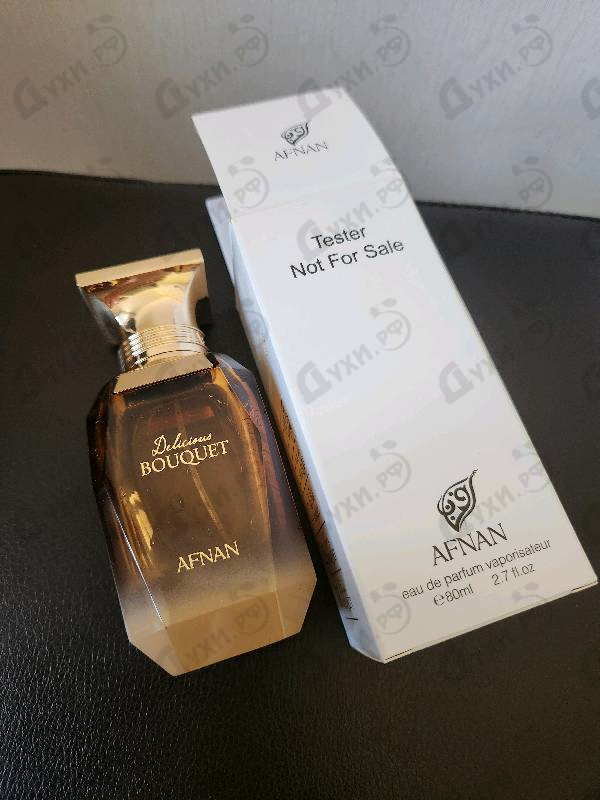 AFNAN
Tester
Not For Sale
Delicious
BOUQUET
AFNAN
AFNAN
eau de parfum vaporisateur
℮80ml 2.7 fl.oz
Духи.рф